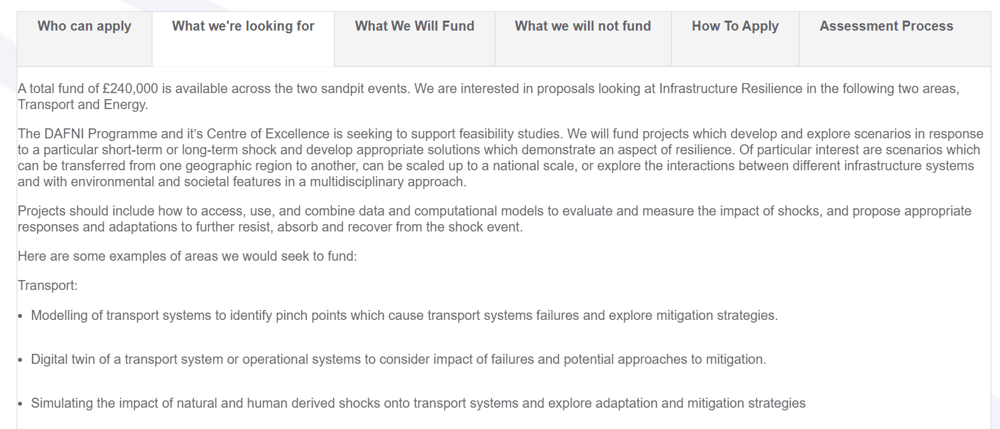 Who can apply
What we're looking for
What We Will Fund
What we will not fund
How To Apply
Assessment Process
A total fund of £240,000 is available across the two sandpit events. We are interested in proposals looking at Infrastructure Resilience in the following two areas,
Transport and Energy.
The DAFNI Programme and it’s Centre of Excellence is seeking to support feasibility studies. We will fund projects which develop and explore scenarios in response
to a particular short-term or long-term shock and develop appropriate solutions which demonstrate an aspect of resilience. Of particular interest are scenarios which
can be transferred from one geographic region to another, can be scaled up to a national scale, or explore the interactions between different infrastructure systems
and with environmental and societal features in a multidisciplinary approach.
Projects should include how to access, use, and combine data and computational models to evaluate and measure the impact of shocks, and propose appropriate
responses and adaptations to further resist, absorb and recover from the shock event.
Here are some examples of areas we would seek to fund:
Transport:
• Modelling of transport systems to identify pinch points which cause transport systems failures and explore mitigation strategies.
• Digital twin of a transport system or operational systems to consider impact of failures and potential approaches to mitigation.
• Simulating the impact of natural and human derived shocks onto transport systems and explore adaptation and mitigation strategies